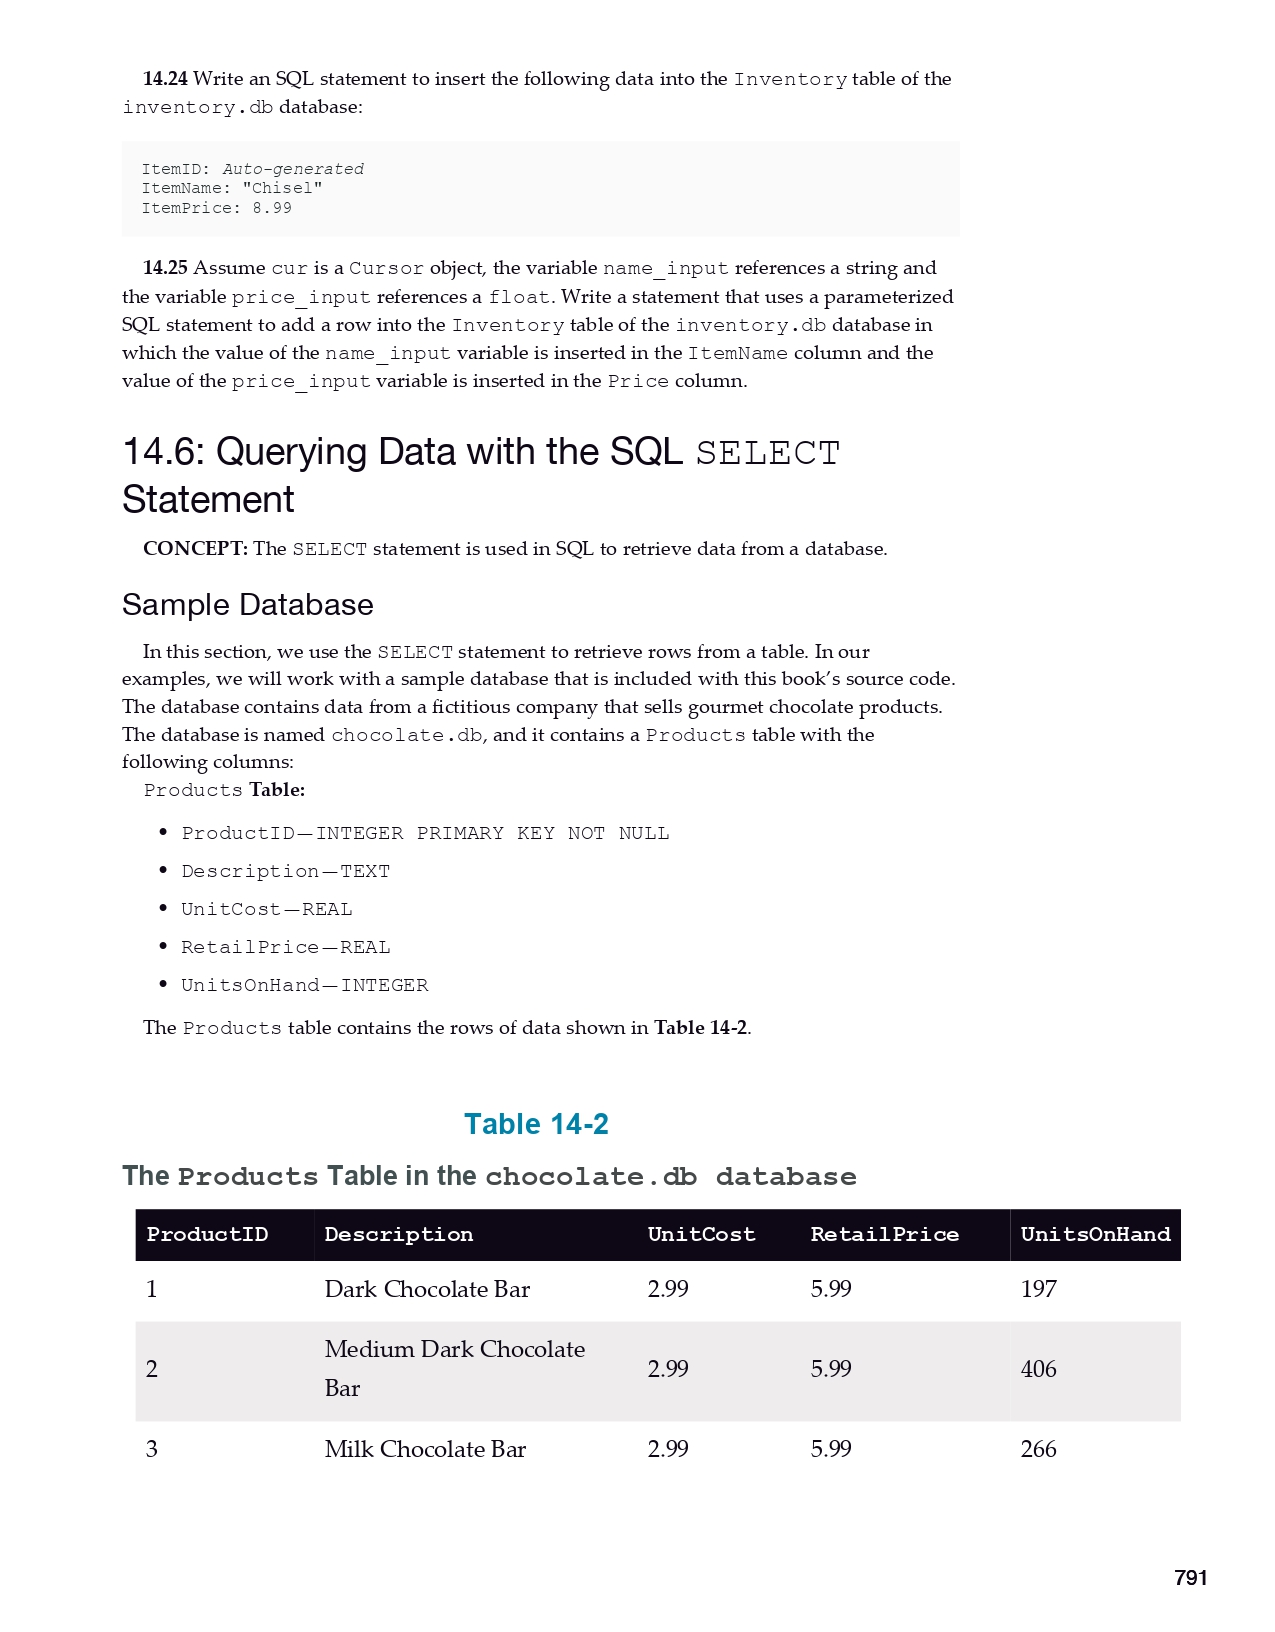 14.24 Write an SQL statement to insert the following data into the Inventory table of the
inventory.db database:
ItemID: Auto-generated
ItemName: "Chisel"
ItemPrice: 8.99
14.25 Assume cur is a Cursor object, the variable name_input references a string and
the variable price_input references a float. Write a statement that uses a parameterized
SQL statement to add a row into the Inventory table of the inventory.db database in
which the value of the name_input variable is inserted in the ItemName column and the
value of the price_input variable is inserted in the Price column.
14.6: Querying Data with the SQL SELECT
Statement
CONCEPT: The SELECT statement is used in SQL to retrieve data from a database.
Sample Database
In this section, we use the SELECT statement to retrieve rows from a table. In our
examples, we will work with a sample database that is included with this book’s source code.
The database contains data from a fictitious company that sells gourmet chocolate products.
The database is named chocolate.db, and it contains a Products table with the
following columns:
Products Table:
• ProductID—INTEGER PRIMARY KEY NOT NULL
• Description—TEXT
• UnitCost—REAL
• RetailPrice—REAL
• UnitsOnHand—INTEGER
The Products table contains the rows of data shown in Table 14-2.
Table 14-2
The Products Table in the chocolate.db database
ProductID Description UnitCost RetailPrice UnitsOnHand
1 Dark Chocolate Bar 2.99 5.99 197
2 Medium Dark Chocolate Bar 2.99 5.99 406
3 Milk Chocolate Bar 2.99 5.99 266
791